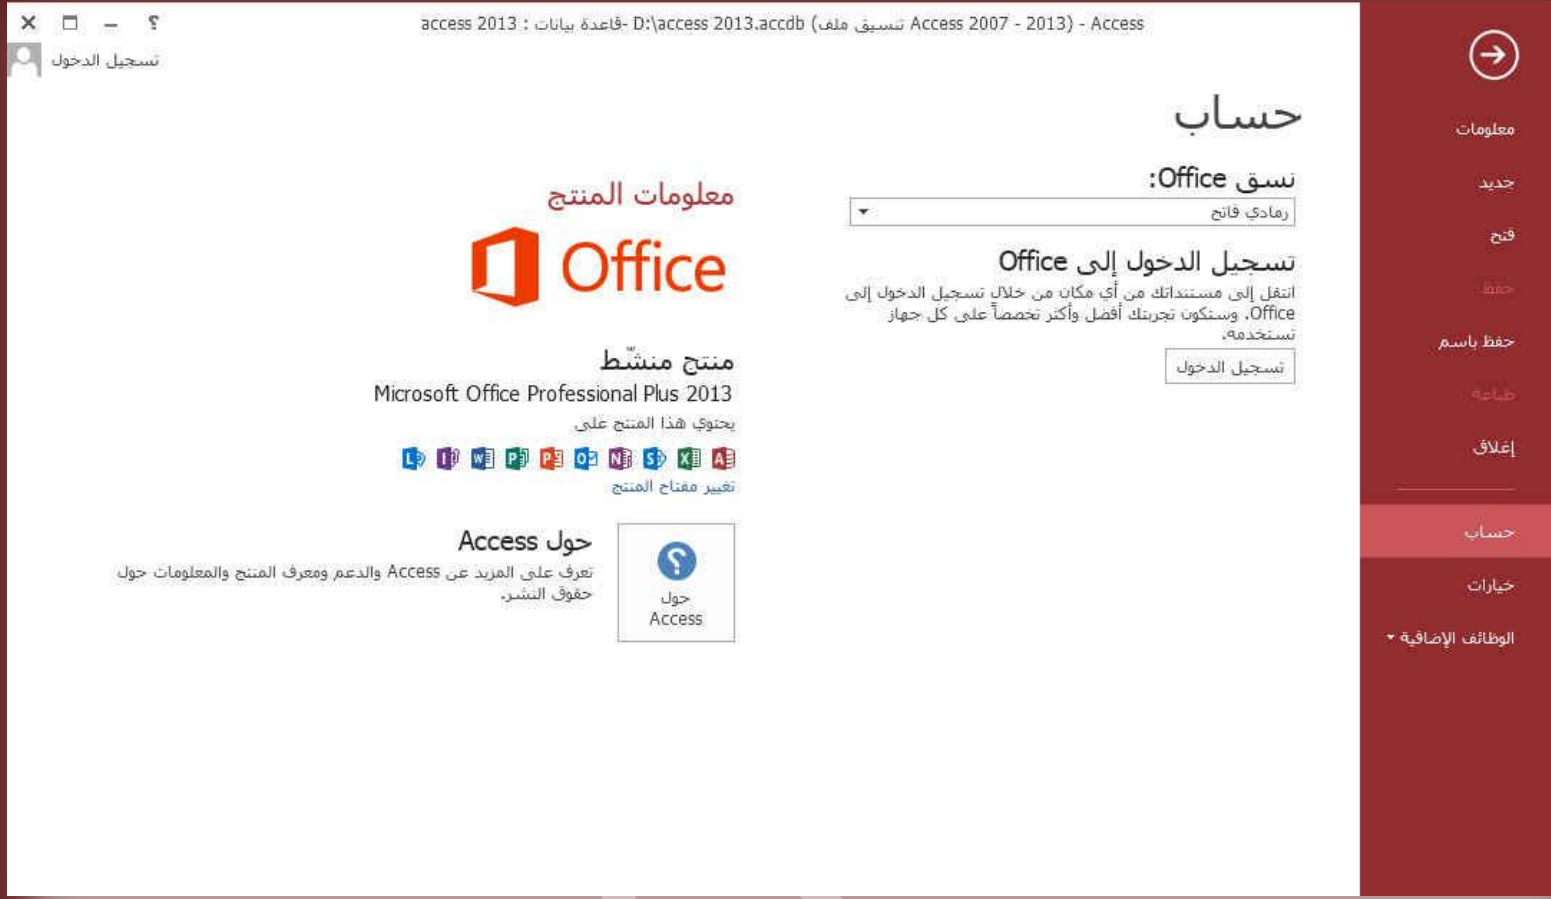 access 2013 : قاعدة بيانات- D:\access 2013.accdb (تنسيق ملف Access 2007 - 2013) - Access
تسجيل الدخول
معلومات
جديد
فتح
حفظ
حفظ باسم
طباعة
إغلاق
حساب
خيارات
الوظائف الإضافية
حساب
نسق Office:
رمادي فاتح
تسجيل الدخول إلى Office
انتقل إلى مستنداتك من أي مكان من خلال تسجيل الدخول إلى
Office. وستكون تجربتك أفضل وأكثر تخصصاً على كل جهاز
تستخدمه.
تسجيل الدخول
معلومات المنتج
Office
منتج منشّط
Microsoft Office Professional Plus 2013
يحتوي هذا المنتج على
تغيير مفتاح المنتج
حول
Access
حول Access
تعرف على المزيد عن Access والدعم ومعرف المنتج والمعلومات حول
حقوق النشر.